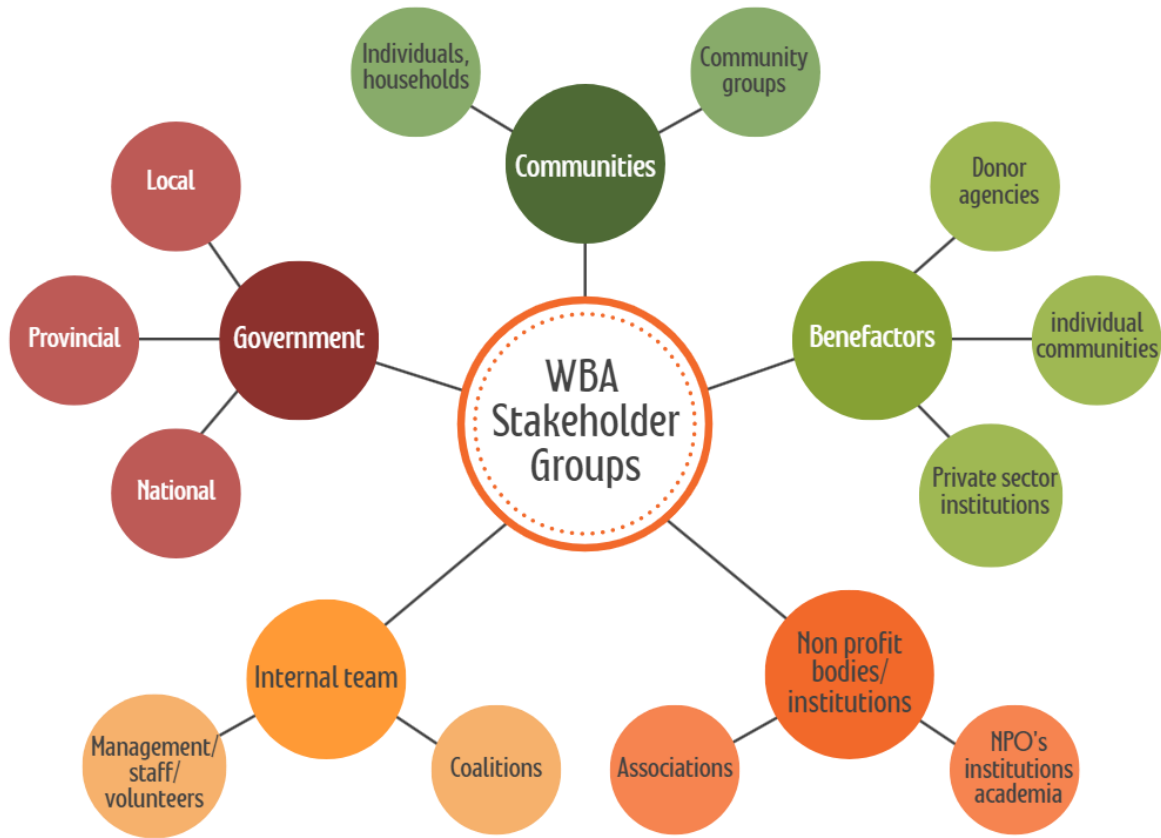 Individuals,
households
Community
groups
Communities
Local
Donor
agencies
Provincial
Government
Benefactors
individual
communities
WBA
Stakeholder
Groups
National
Private sector
institutions
Internal team
Non profit
bodies/
institutions
Management/
staff/
volunteers
Coalitions
Associations
NPO's
institutions
academia